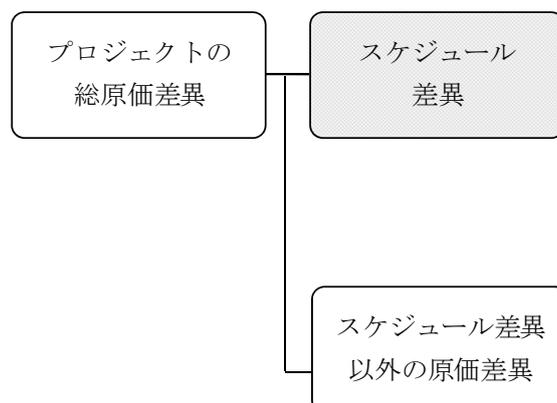 プロジェクトの
総原価差異
スケジュール
差異
スケジュール差異
以外の原価差異